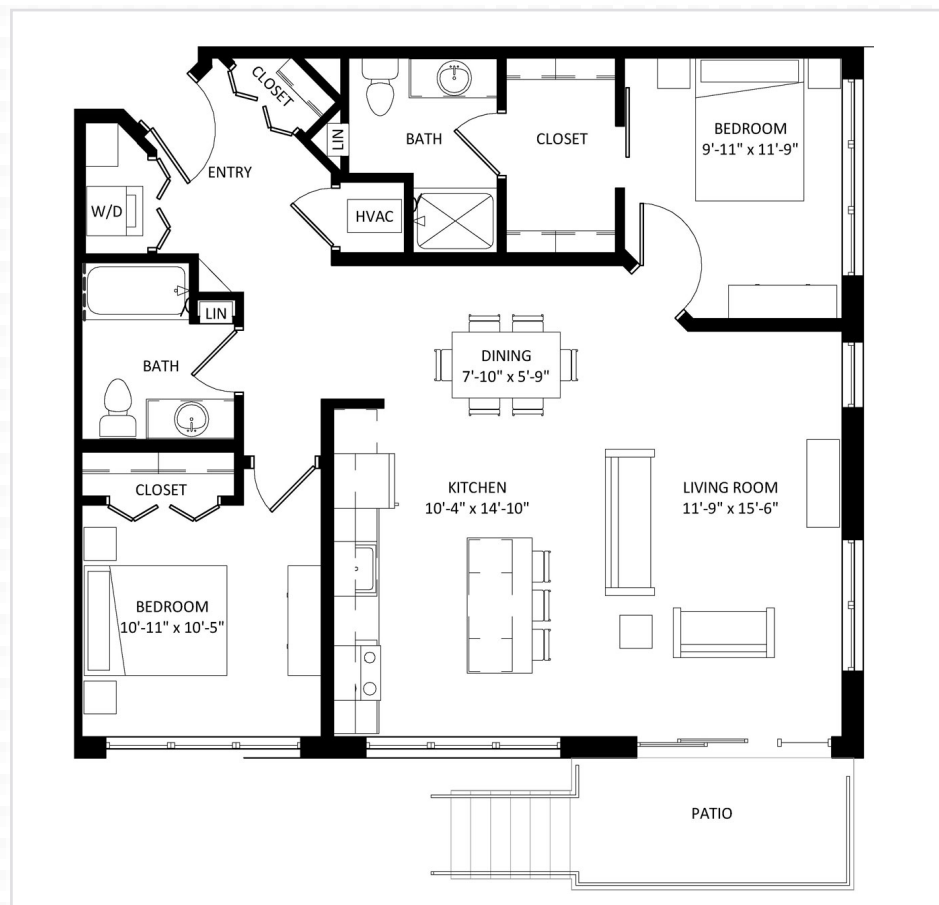 CLOSET
LIN
BATH
CLOSET
BEDROOM
9'-11" x 11'-9"
ENTRY
W/D
HVAC
LIN
BATH
DINING
7'-10" x 5'-9"
CLOSET
KITCHEN
10'-4" x 14'-10"
LIVING ROOM
11'-9" x 15'-6"
BEDROOM
10'-11" x 10'-5"
PATIO